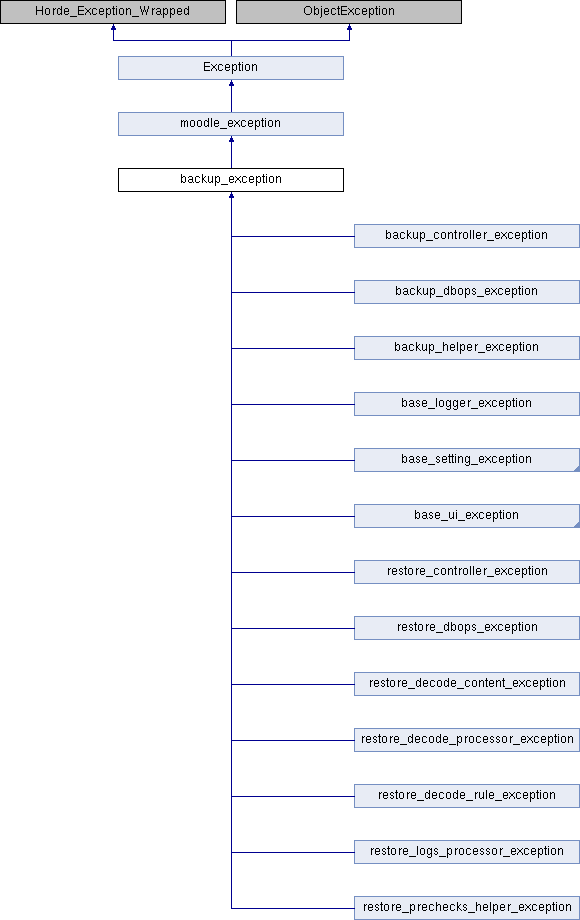 Horde_Exception_Wrapped
ObjectException
Exception
moodle_exception
backup_exception
backup_controller_exception
backup_dbops_exception
backup_helper_exception
base_logger_exception
base_setting_exception
base_ui_exception
restore_controller_exception
restore_dbops_exception
restore_decode_content_exception
restore_decode_processor_exception
restore_decode_rule_exception
restore_logs_processor_exception
restore_prechecks_helper_exception